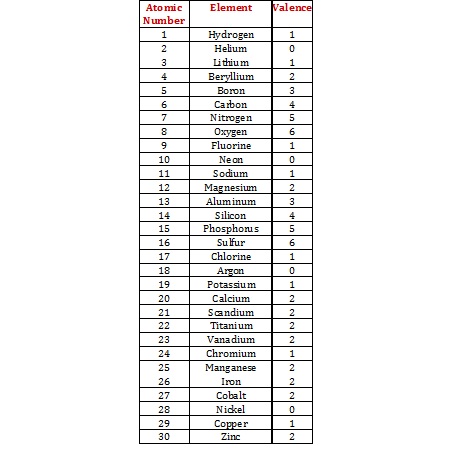 Atomic Number Element Valence
1 Hydrogen 1
2 Helium 0
3 Lithium 1
4 Beryllium 2
5 Boron 3
6 Carbon 4
7 Nitrogen 5
8 Oxygen 6
9 Fluorine 1
10 Neon 0
11 Sodium 1
12 Magnesium 2
13 Aluminum 3
14 Silicon 4
15 Phosphorus 5
16 Sulfur 6
17 Chlorine 1
18 Argon 0
19 Potassium 1
20 Calcium 2
21 Scandium 2
22 Titanium 2
23 Vanadium 2
24 Chromium 1
25 Manganese 2
26 Iron 2
27 Cobalt 2
28 Nickel 0
29 Copper 1
30 Zinc 2